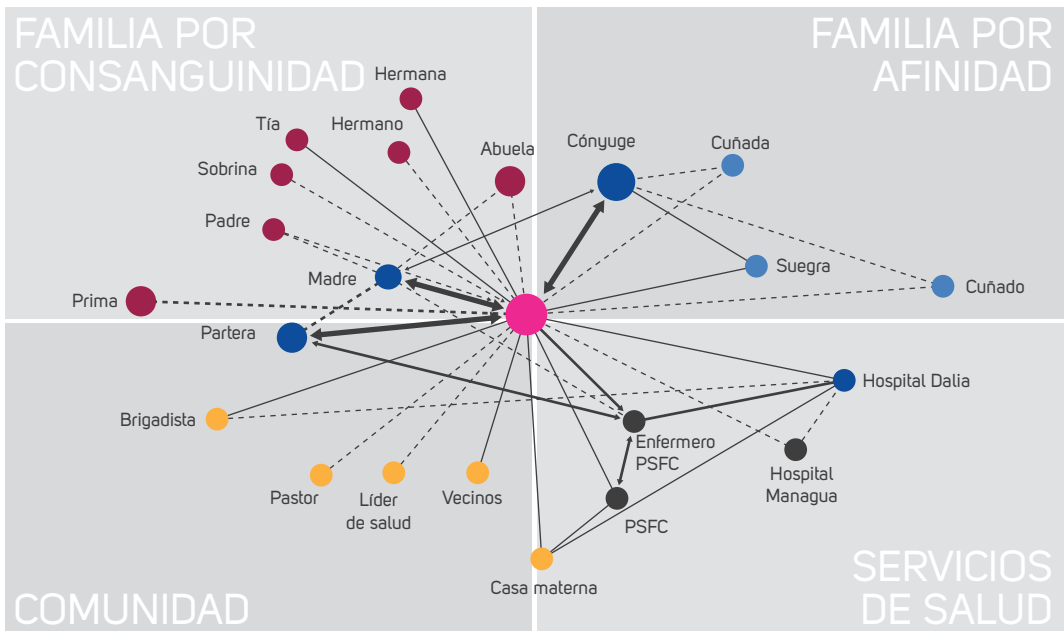 FAMILIA POR
CONSANGUINIDAD
FAMILIA POR
AFINIDAD
Hermana
Tía
Hermano
Abuela
Cónyuge
Cuñada
Sobrina
Padre
Madre
Suegra
Cuñado
Prima
Partera
Hospital Dalia
Brigadista
Enfermero
PSFC
Hospital
Managua
Pastor
Líder
de salud
Vecinos
PSFC
Casa materna
COMUNIDAD
SERVICIOS
DE SALUD